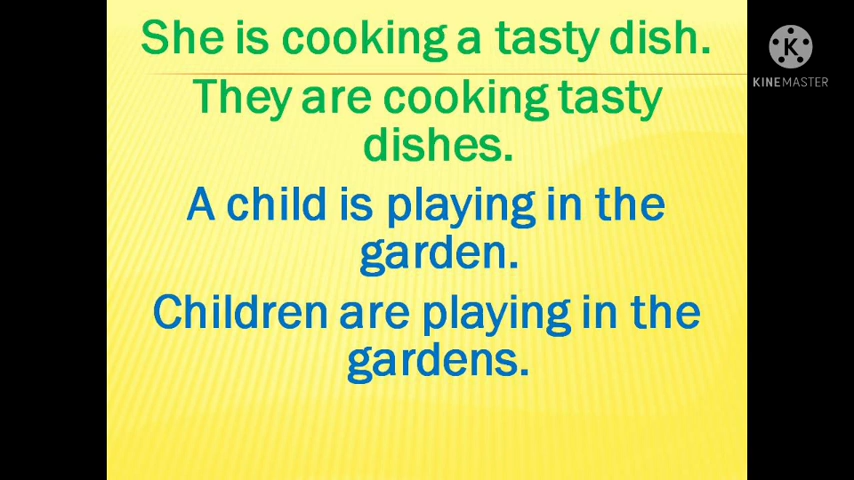 She is cooking a tasty dish.
They are cooking tasty
dishes.
A child is playing in the
garden.
Children are playing in the
gardens.
K
KINEMASTER